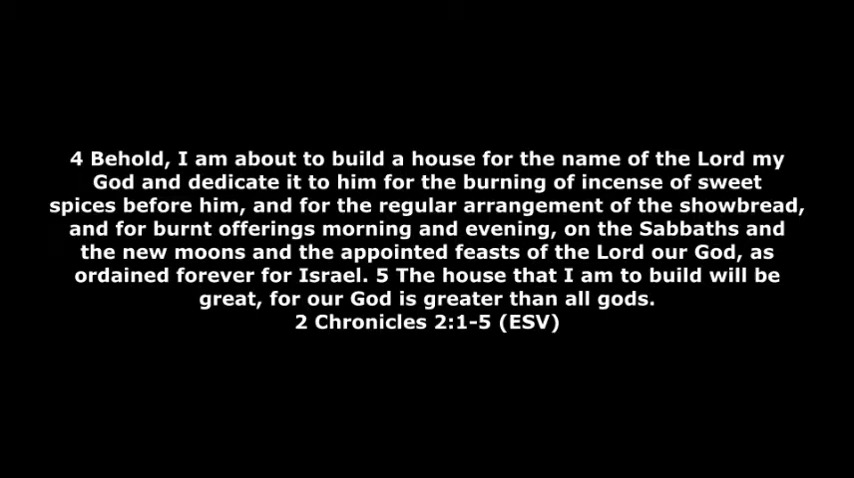 4 Behold, I am about to build a house for the name of the Lord my
God and dedicate it to him for the burning of incense of sweet
spices before him, and for the regular arrangement of the showbread,
and for burnt offerings morning and evening, on the Sabbaths and
the new moons and the appointed feasts of the Lord our God, as
ordained forever for Israel. 5 The house that I am to build will be
great, for our God is greater than all gods.
2 Chronicles 2:1-5 (ESV)